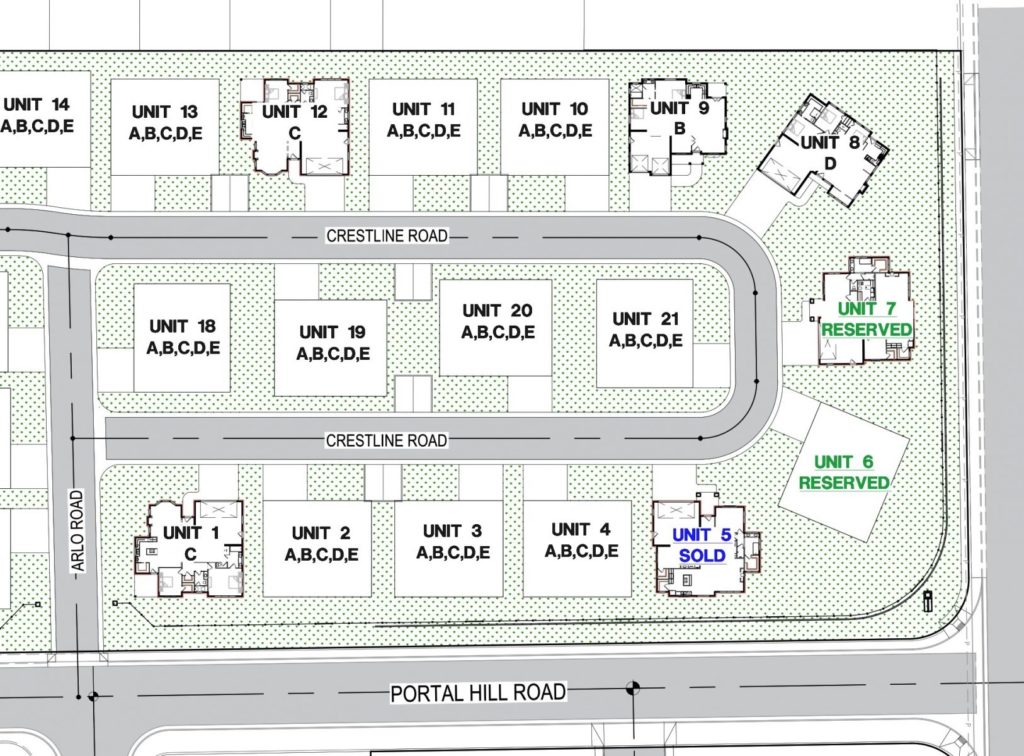 UNIT 14
A,B,C,D,E
UNIT 13
A,B,C,D,E
UNIT 12
C
UNIT 11
A,B,C,D,E
UNIT 10
A,B,C,D,E
UNIT 9
B
UNIT 8
D
CRESTLINE ROAD
UNIT 18
A,B,C,D,E
UNIT 19
A,B,C,D,E
UNIT 20
A,B,C,D,E
UNIT 21
A,B,C,D,E
UNIT 7
RESERVED
CRESTLINE ROAD
UNIT 6
RESERVED
ARLO ROAD
UNIT 1
C
UNIT 2
A,B,C,D,E
UNIT 3
A,B,C,D,E
UNIT 4
A,B,C,D,E
UNIT 5
SOLD
PORTAL HILL ROAD